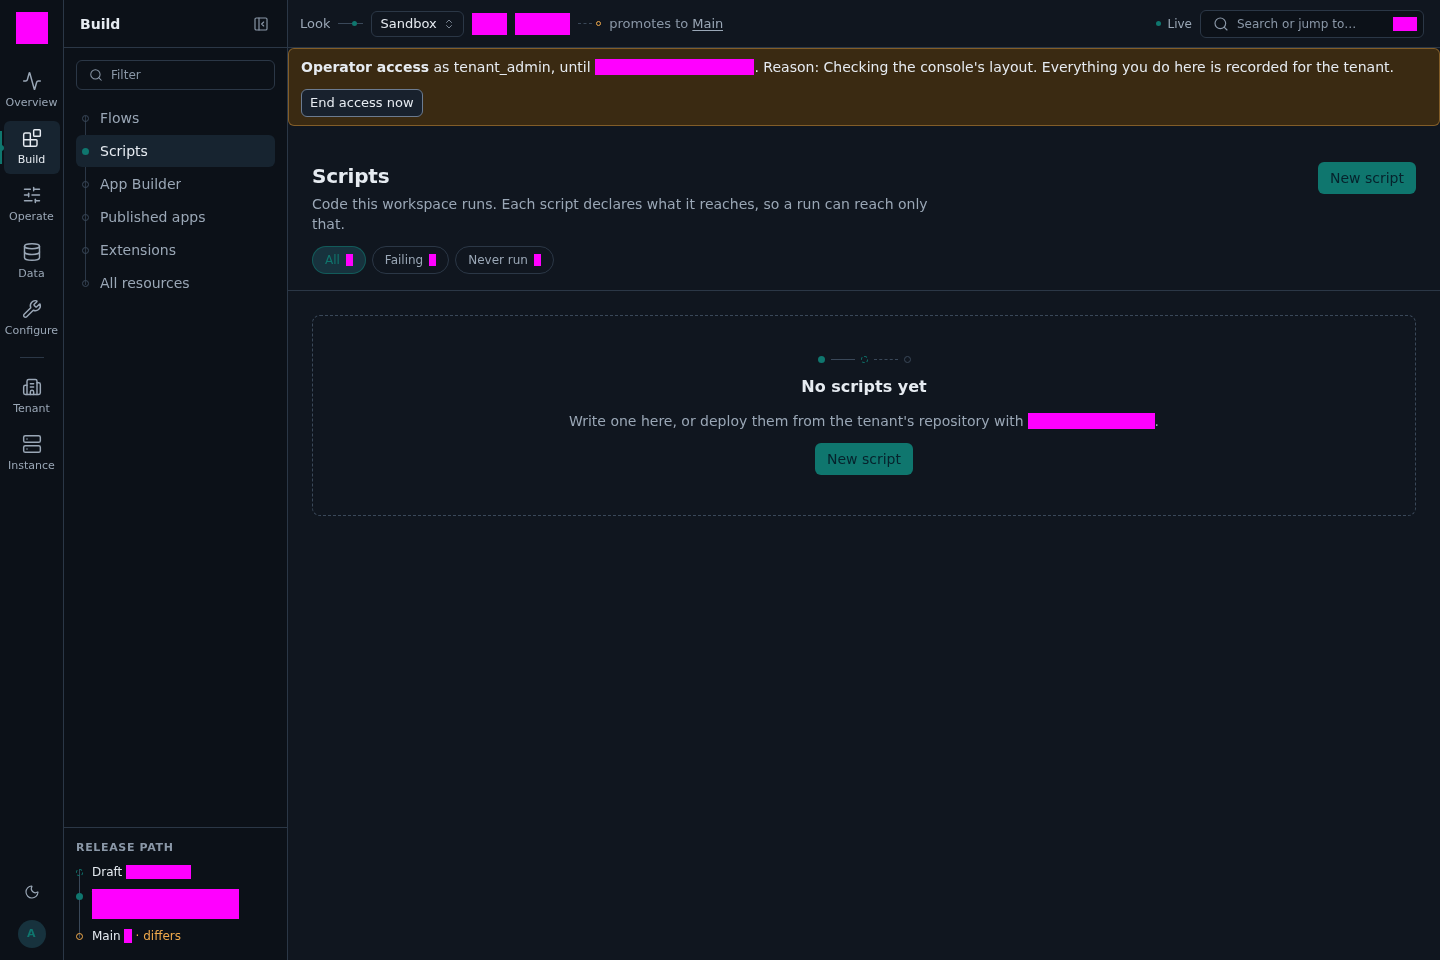 Build
Look
Sandbox
promotes to Main
Live
Search or jump to...
Operator access as tenant_admin, until . Reason: Checking the console's layout. Everything you do here is recorded for the tenant.
End access now
Overview
Build
Operate
Data
Configure
Tenant
Instance
A
Filter
Flows
Scripts
App Builder
Published apps
Extensions
All resources
RELEASE PATH
Draft
Main · differs
Scripts
New script
Code this workspace runs. Each script declares what it reaches, so a run can reach only
that.
All
Failing
Never run
No scripts yet
Write one here, or deploy them from the tenant's repository with .
New script